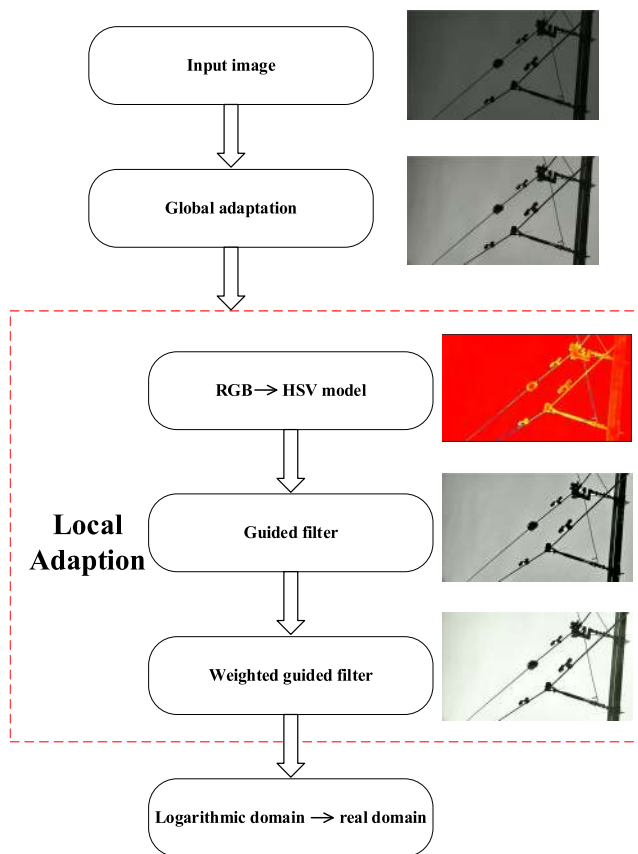 Input image
Global adaptation
RGB → HSV model
Local
Adaption
Guided filter
Weighted guided filter
Logarithmic domain → real domain